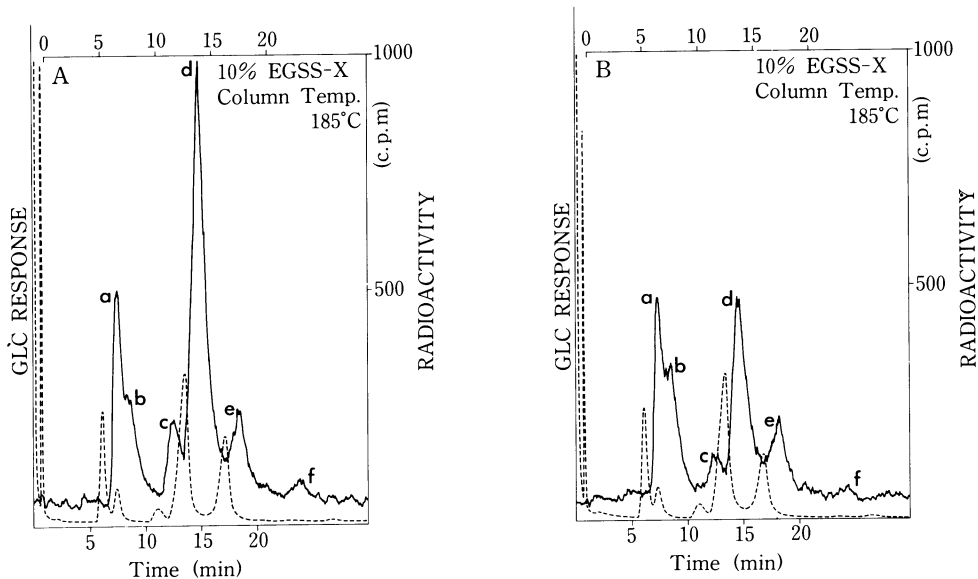 0 5 10 15 20
A
10% EGSS-X
Column Temp.
185°C
1000
(c.p.m)
500
RADIOACTIVITY
GLC RESPONSE
a
b
c
d
e
f
5 10 15 20
Time (min)
0 5 10 15 20
B
10% EGSS-X
Column Temp.
185°C
1000
(c.p.m)
500
RADIOACTIVITY
GLC RESPONSE
a
b
c
d
e
f
5 10 15 20
Time (min)